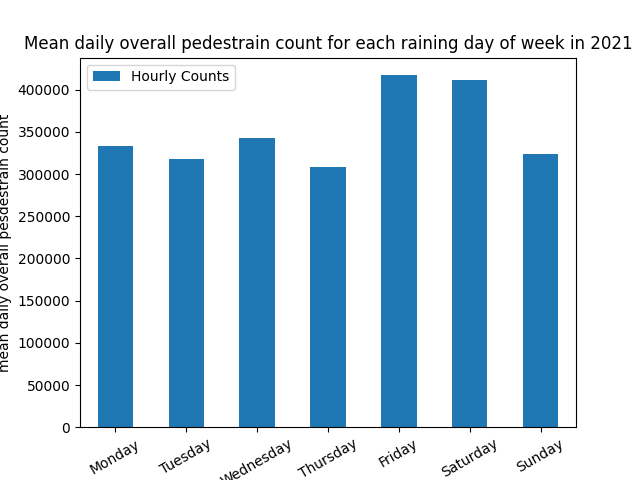 Mean daily overall pedestrain count for each raining day of week in 2021
Hourly Counts
mean daily overall pesdestrain count
400000
350000
300000
250000
200000
150000
100000
50000
0
Monday
Tuesday
Wednesday
Thursday
Friday
Saturday
Sunday